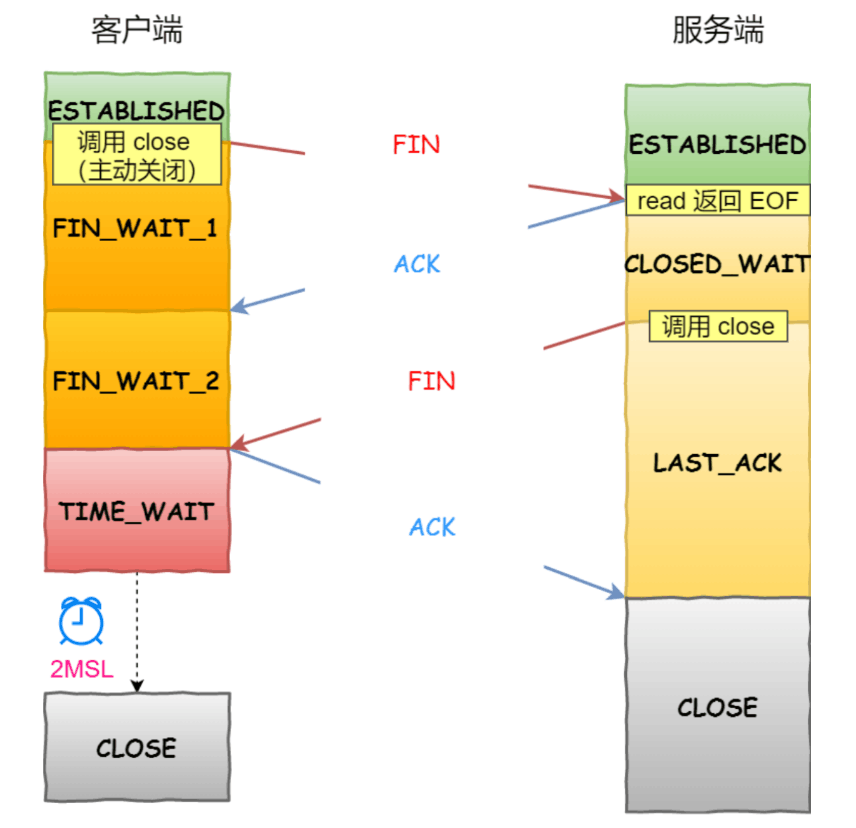 客户端
服务端
ESTABLISHED
调用 close
（主动关闭）
FIN
ESTABLISHED
read 返回 EOF
FIN_WAIT_1
ACK
CLOSED_WAIT
调用 close
FIN_WAIT_2
FIN
LAST_ACK
TIME_WAIT
ACK
2MSL
CLOSE
CLOSE